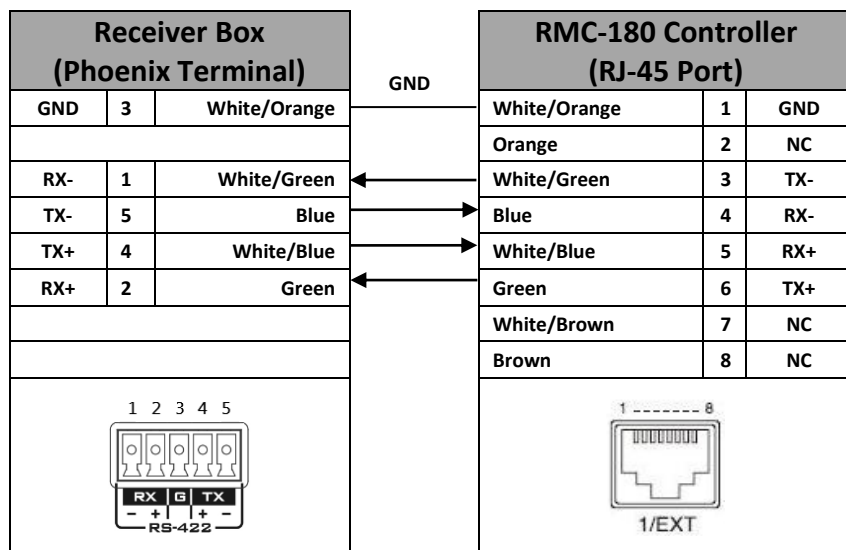 Receiver Box
(Phoenix Terminal)
GND
RMC-180 Controller
(RJ-45 Port)
GND 3 White/Orange
White/Orange 1 GND
Orange 2 NC
RX- 1 White/Green
White/Green 3 TX-
TX- 5 Blue
Blue 4 RX-
TX+ 4 White/Blue
White/Blue 5 RX+
RX+ 2 Green
Green 6 TX+
White/Brown 7 NC
Brown 8 NC
1 2 3 4 5
RX G TX
- + + -
RS-422
1 ------- 8
1/EXT